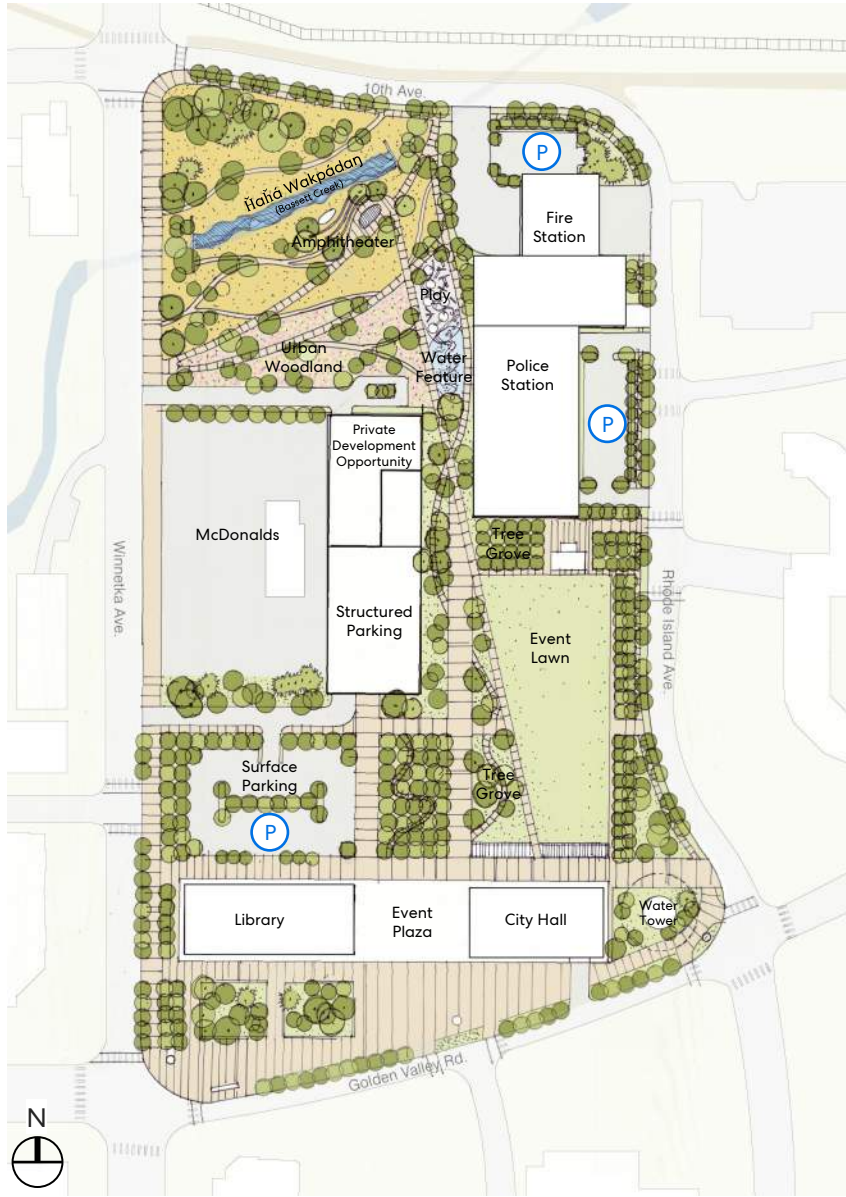 10th Ave.
P
H̆ah̆á Wakpádaŋ
(Bassett Creek)
Amphitheater
Fire
Station
Play
Urban
Woodland
Water
Feature
Police
Station
P
Private
Development
Opportunity
McDonalds
Tree
Grove
Winnetka Ave.
Rhode Island Ave.
Structured
Parking
Event
Lawn
Surface
Parking
P
Tree
Grove
Library
Event
Plaza
City Hall
Water
Tower
Golden Valley Rd.
N